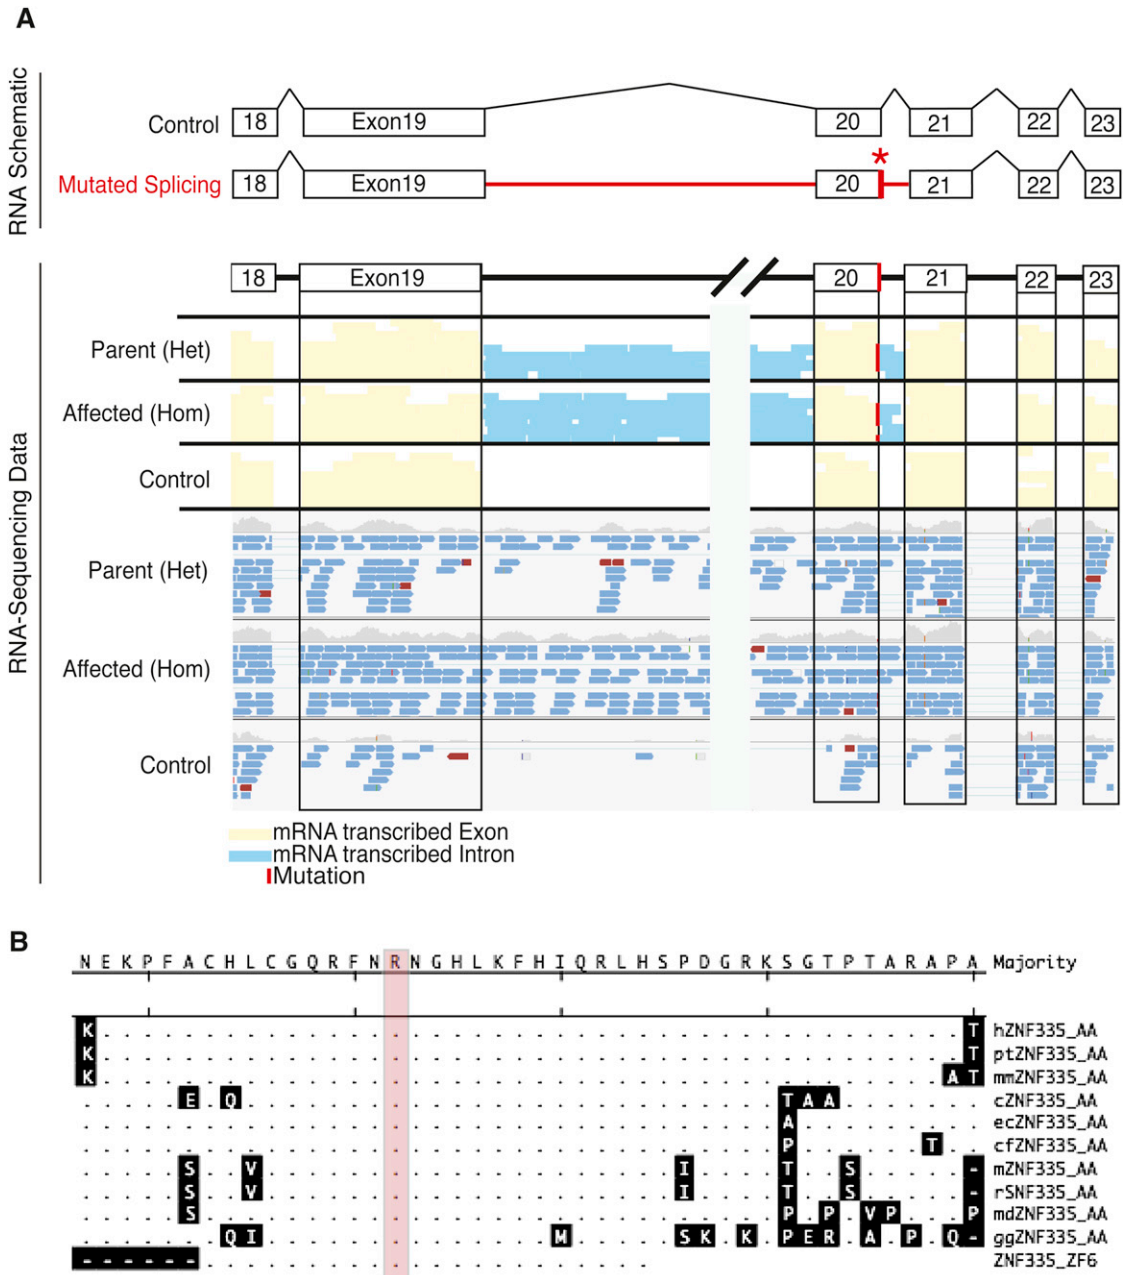 A
RNA Schematic
Control 18 Exon19 20 21 22 23
*
Mutated Splicing 18 Exon19 20 21 22 23
RNA-Sequencing Data
18 Exon19 20 21 22 23
Parent (Het)
Affected (Hom)
Control
Parent (Het)
Affected (Hom)
Control
mRNA transcribed Exon
mRNA transcribed Intron
Mutation
B
N E K P F A C H L C G Q R F N R N G H L K F H I Q R L H S P D G R K S G T P T A R A P A Majority
K T hZNF335_AA
K T ptZNF335_AA
K A T mmZNF335_AA
E Q T A A cZNF335_AA
A ecZNF335_AA
P T cfZNF335_AA
S V I T S - mZNF335_AA
S V I T S - rSNF335_AA
S P P V P P mdZNF335_AA
Q I M S K K P E R A P Q - ggZNF335_AA
- - - - - - ZNF335_ZF6